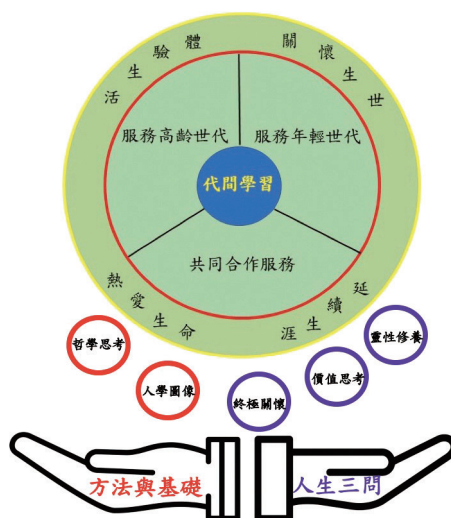 體驗生活
關懷生世
服務高齡世代
服務年輕世代
代間學習
共同合作服務
熱愛生命
延續生涯
哲學思考
人學圖像
終極關懷
價值思考
靈性修養
方法與基礎
人生三問